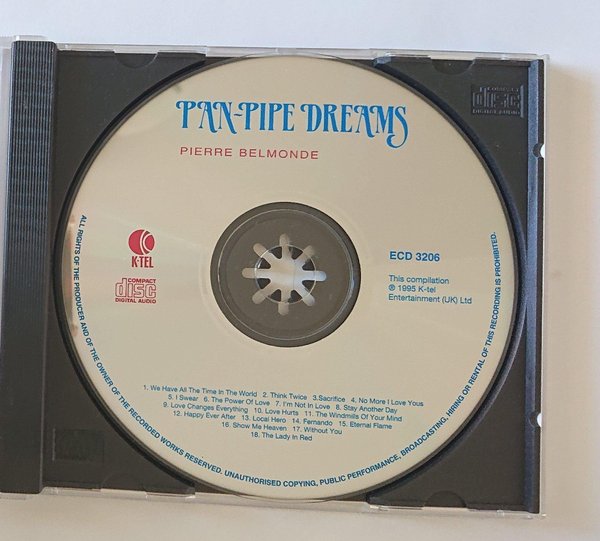 PAN-PIPE DREAMS
PIERRE BELMONDE
COMPACT
disc
DIGITAL AUDIO
K-TEL
COMPACT
disc
DIGITAL AUDIO
ECD 3206
This compilation
℗ 1995 K-tel
Entertainment (UK) Ltd
1. We Have All The Time In The World 2. Think Twice 3.Sacrifice 4. No More I Love Yous
5. I Swear 6. The Power Of Love 7. I'm Not In Love 8. Stay Another Day
9. Love Changes Everything 10. Love Hurts 11. The Windmills Of Your Mind
12. Happy Ever After 13. Local Hero 14. Fernando 15. Eternal Flame
16. Show Me Heaven 17. Without You
18. The Lady In Red
ALL RIGHTS OF THE PRODUCER AND OF THE OWNER OF THE RECORDED WORKS RESERVED. UNAUTHORISED COPYING, PUBLIC PERFORMANCE, BROADCASTING, HIRING OR RENTAL OF THIS RECORDING IS PROHIBITED.